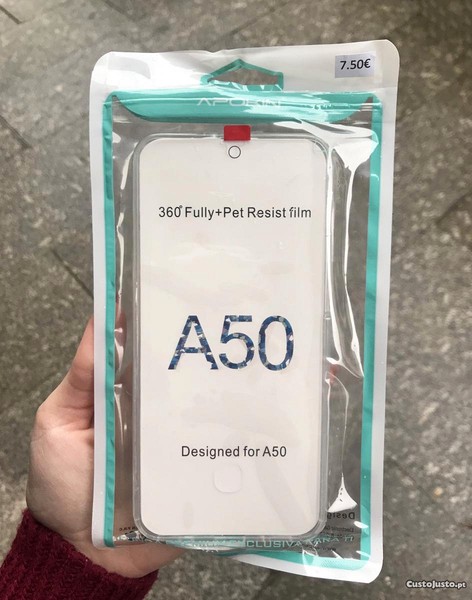 7.50€
360° Fully+Pet Resist film
A50
Designed for A50
CustoJusto.pt